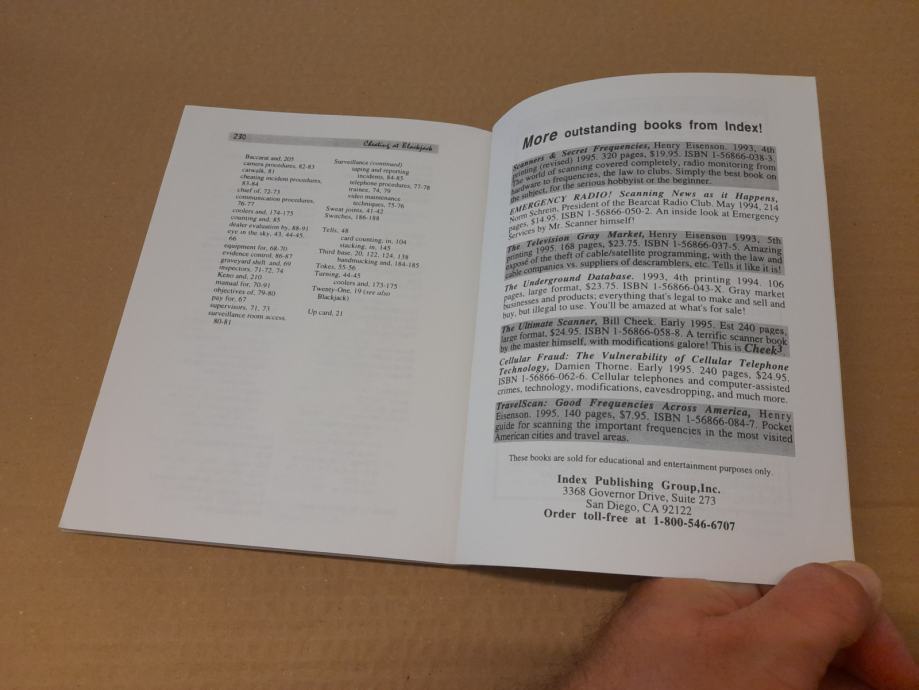 230
Cheating at Blackjack
Baccarat and, 205
camera procedures, 82-83
catwalk, 81
cheating incident procedures,
83-84
chief of, 72-73
communication procedures,
76-77
coolers and, 174-175
counting and, 85
dealer evaluation by, 88-91
eye in the sky, 43, 44-45,
66
equipment for, 68-70
evidence control, 86-87
graveyard shift and, 69
inspectors, 71-72, 74
Keno and, 210
manual for, 70-91
objectives of, 79-80
pay for, 67
supervisors, 71, 73
surveillance room access,
80-81
Surveillance (continued)
taping and reporting
incidents, 84-85
telephone procedures, 77-78
trainee, 74, 79
video maintenance
techniques, 75-76
Sweat joints, 41-42
Switches, 186-188
Tells, 48
card counting, in, 104
stacking, in, 145
Third base, 20, 122, 124, 138
handmucking and, 184-185
Tokes, 55-56
Turning, 44-45
coolers and, 173-175
Twenty-One, 19 (see also
Blackjack)
Up card, 21
More outstanding books from Index!
Scanners & Secret Frequencies, Henry Eisenson. 1993, 4th
printing (revised) 1995. 320 pages, $19.95. ISBN 1-56866-038-3.
The world of scanning covered completely, radio monitoring from
hardware to frequencies, the law to clubs. Simply the best book on
the subject, for the serious hobbyist or the beginner.
EMERGENCY RADIO! Scanning News as it Happens,
Norm Schrein, President of the Bearcat Radio Club. May 1994, 214
pages, $14.95. ISBN 1-56866-050-2. An inside look at Emergency
Services by Mr. Scanner himself!
The Television Gray Market, Henry Eisenson 1993, 5th
printing 1995. 168 pages, $23.75. ISBN 1-56866-037-5. Amazing
exposé of the theft of cable/satellite programming, with the law and
cable companies vs. suppliers of descramblers, etc. Tells it like it is!
The Underground Database. 1993, 4th printing 1994. 106
pages, large format, $23.75. ISBN 1-56866-043-X. Gray market
businesses and products; everything that's legal to make and sell and
buy, but illegal to use. You'll be amazed at what's for sale!
The Ultimate Scanner, Bill Cheek. Early 1995. Est 240 pages,
large format, $24.95. ISBN 1-56866-058-8. A terrific scanner book
by the master himself, with modifications galore! This is Cheek3.
Cellular Fraud: The Vulnerability of Cellular Telephone
Technology, Damien Thorne. Early 1995. 240 pages, $24.95.
ISBN 1-56866-062-6. Cellular telephones and computer-assisted
crimes, technology, modifications, eavesdropping, and much more.
TravelScan: Good Frequencies Across America, Henry
Eisenson. 1995. 140 pages, $7.95. ISBN 1-56866-084-7. Pocket
guide for scanning the important frequencies in the most visited
American cities and travel areas.
These books are sold for educational and entertainment purposes only.
Index Publishing Group,Inc.
3368 Governor Drive, Suite 273
San Diego, CA 92122
Order toll-free at 1-800-546-6707